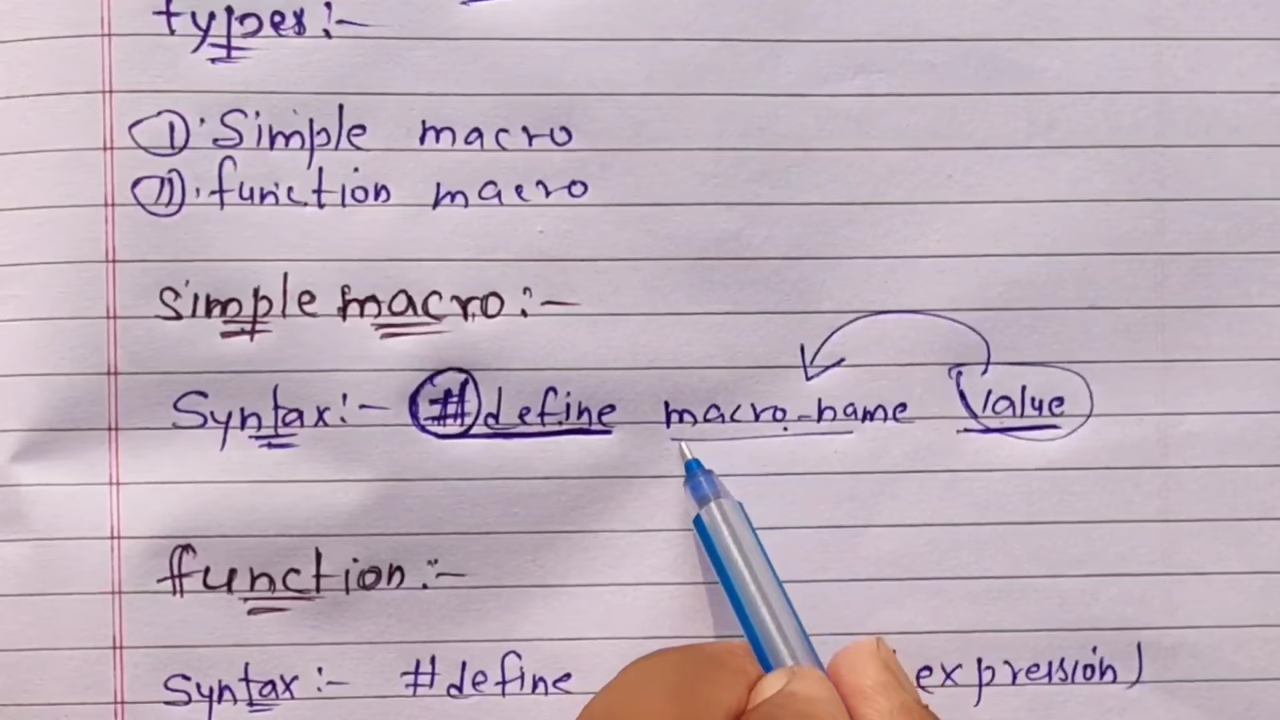 types:-
I. Simple macro
II. function macro
simple macro:-
Syntax:- #define macro-name value
function:-
syntax:- #define expression)